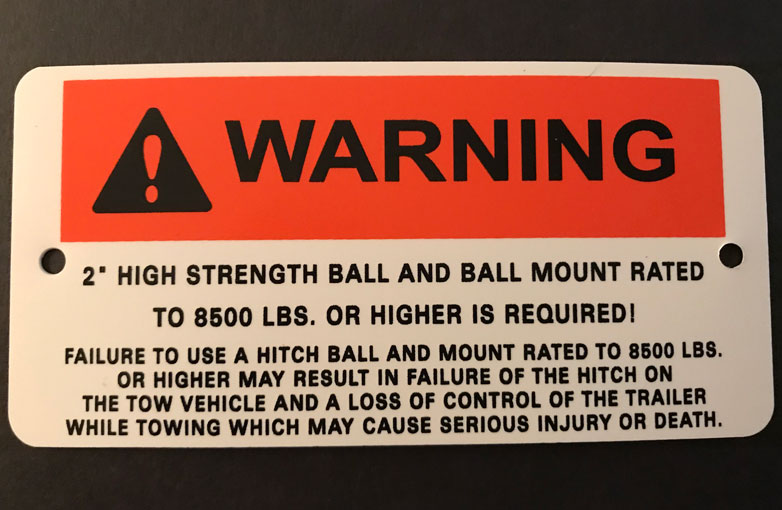 WARNING
2" HIGH STRENGTH BALL AND BALL MOUNT RATED
TO 8500 LBS. OR HIGHER IS REQUIRED!
FAILURE TO USE A HITCH BALL AND MOUNT RATED TO 8500 LBS.
OR HIGHER MAY RESULT IN FAILURE OF THE HITCH ON
THE TOW VEHICLE AND A LOSS OF CONTROL OF THE TRAILER
WHILE TOWING WHICH MAY CAUSE SERIOUS INJURY OR DEATH.